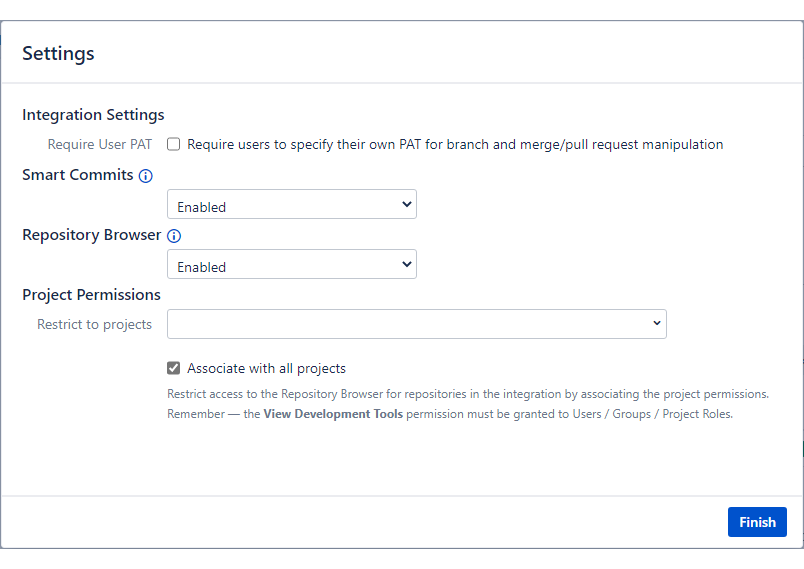 Settings
Integration Settings
Require User PAT Require users to specify their own PAT for branch and merge/pull request manipulation
Smart Commits
Enabled
Repository Browser
Enabled
Project Permissions
Restrict to projects
Associate with all projects
Restrict access to the Repository Browser for repositories in the integration by associating the project permissions.
Remember — the View Development Tools permission must be granted to Users / Groups / Project Roles.
Finish